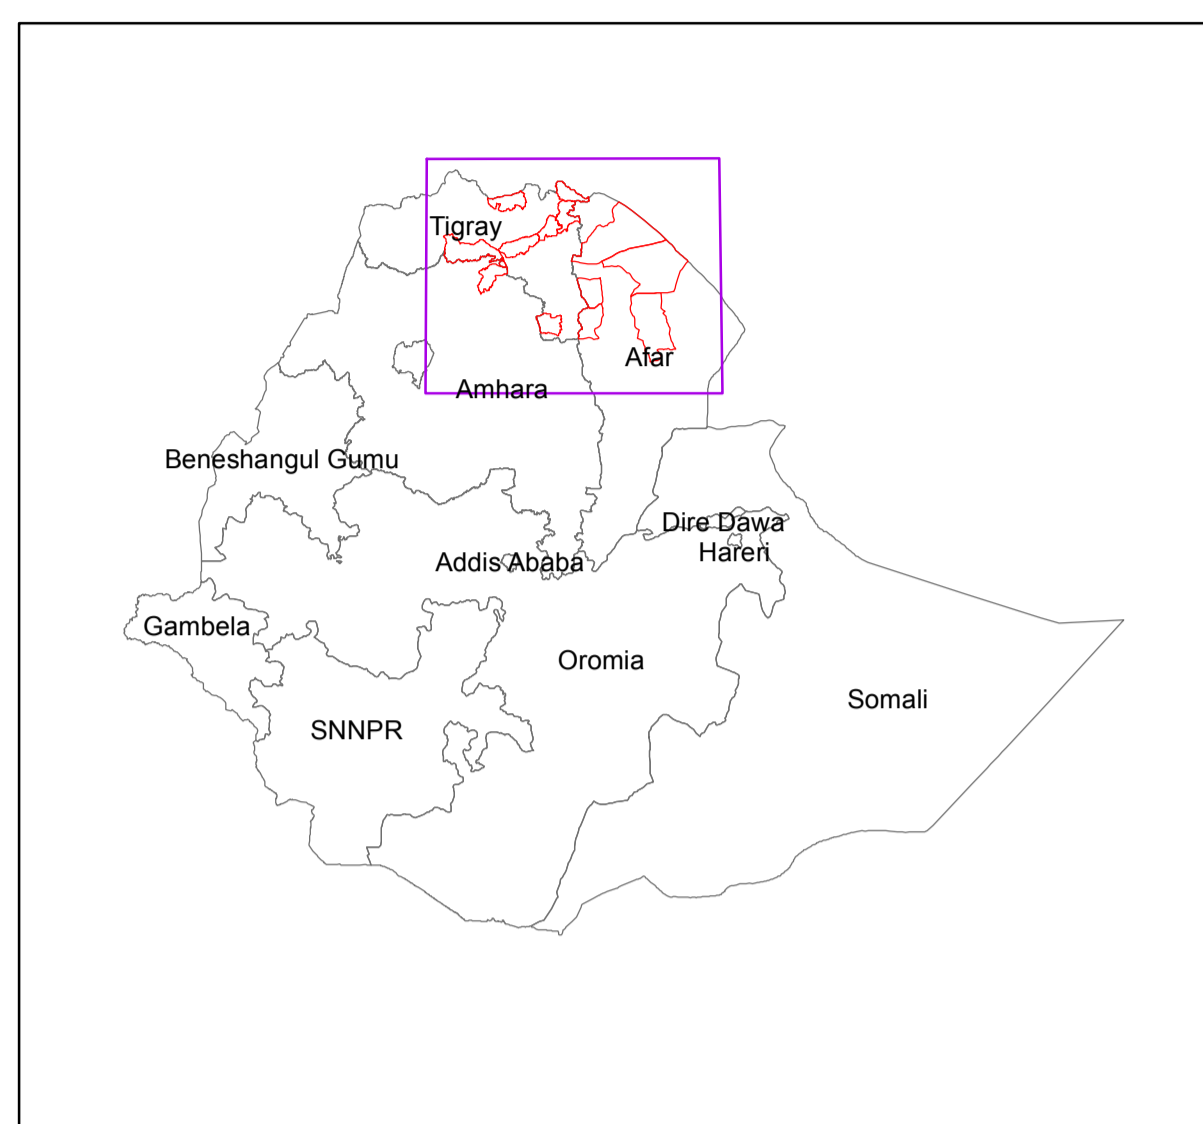 Tigray
Afar
Amhara
Beneshangul Gumu
Dire Dawa
Hareri
Addis Ababa
Gambela
Oromia
Somali
SNNPR